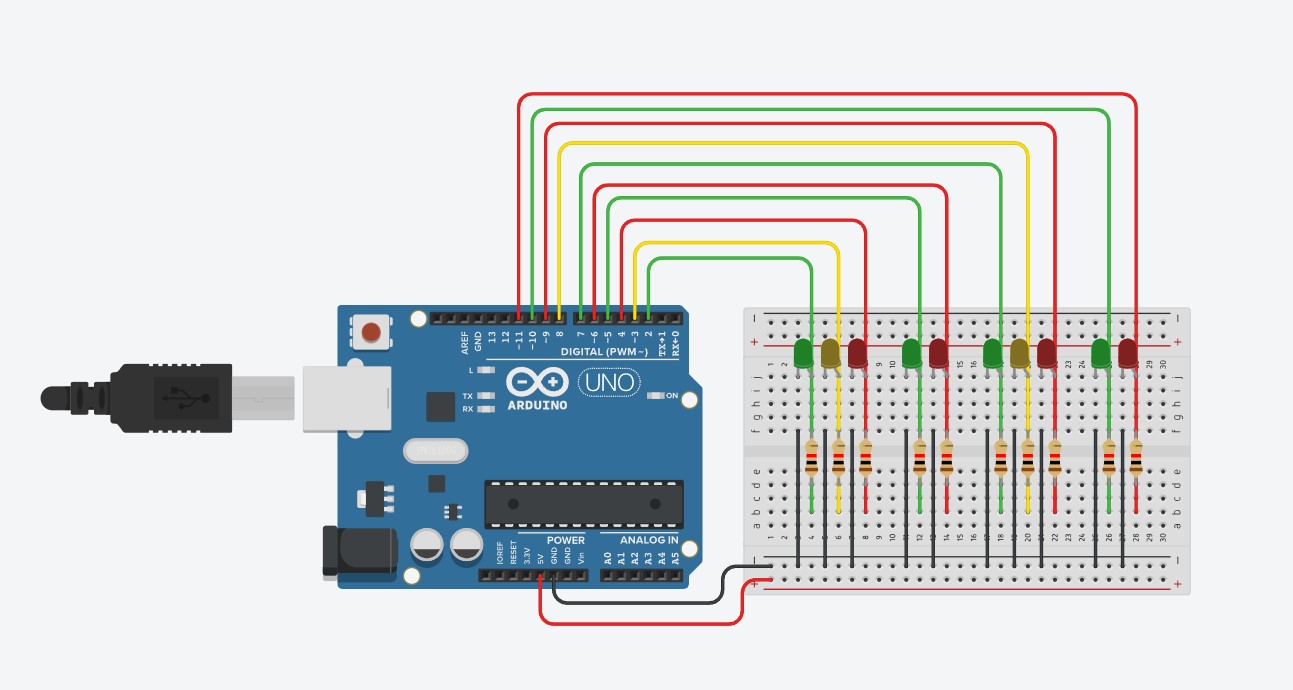 AREF
GND
13
12
~11
~10
~9
8
7
~6
~5
4
~3
2
TX→1
RX←0
DIGITAL (PWM~)
L
TX
RX
UNO
ARDUINO
ON
IOREF
RESET
3.3V
5V
GND
GND
Vin
POWER
ANALOG IN
A0
A1
A2
A3
A4
A5
j
i
h
g
f
e
d
c
b
a
j
i
h
g
f
e
d
c
b
a